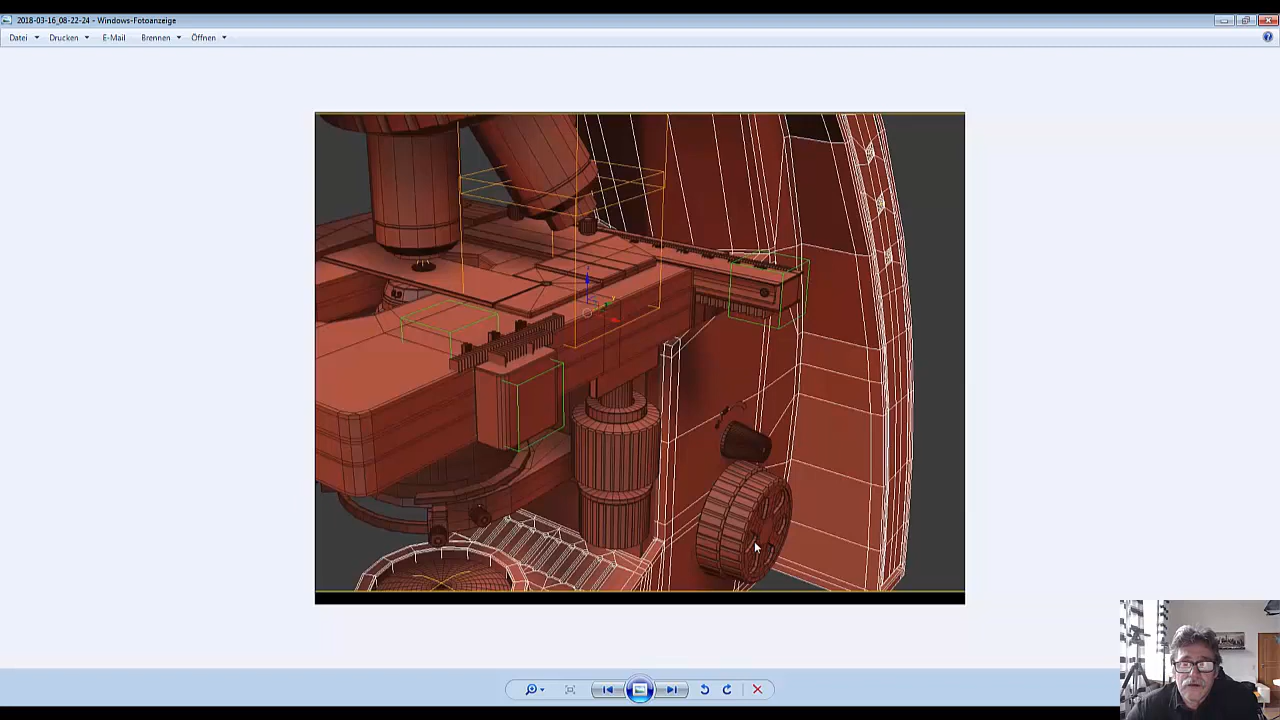 2018-03-16_08-22-24 - Windows-Fotoanzeige
Datei Drucken E-Mail Brennen Öffnen